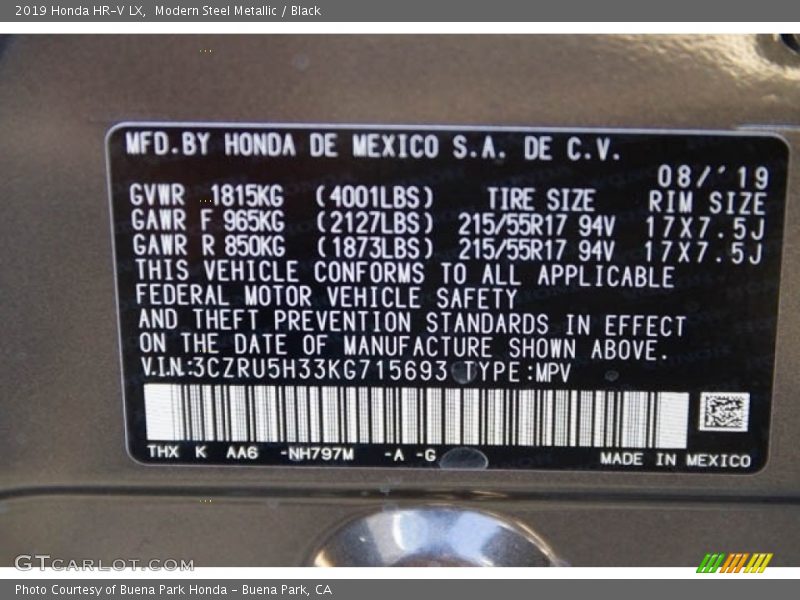 2019 Honda HR-V LX, Modern Steel Metallic / Black
MFD.BY HONDA DE MEXICO S.A. DE C.V.
08/'19
GVWR 1815KG (4001LBS) TIRE SIZE RIM SIZE
GAWR F 965KG (2127LBS) 215/55R17 94V 17X7.5J
GAWR R 850KG (1873LBS) 215/55R17 94V 17X7.5J
THIS VEHICLE CONFORMS TO ALL APPLICABLE
FEDERAL MOTOR VEHICLE SAFETY
AND THEFT PREVENTION STANDARDS IN EFFECT
ON THE DATE OF MANUFACTURE SHOWN ABOVE.
V.I.N.:3CZRU5H33KG715693 TYPE:MPV
THX K AA6 -NH797M -A -G
MADE IN MEXICO
GTCARLOT.COM
Photo Courtesy of Buena Park Honda - Buena Park, CA